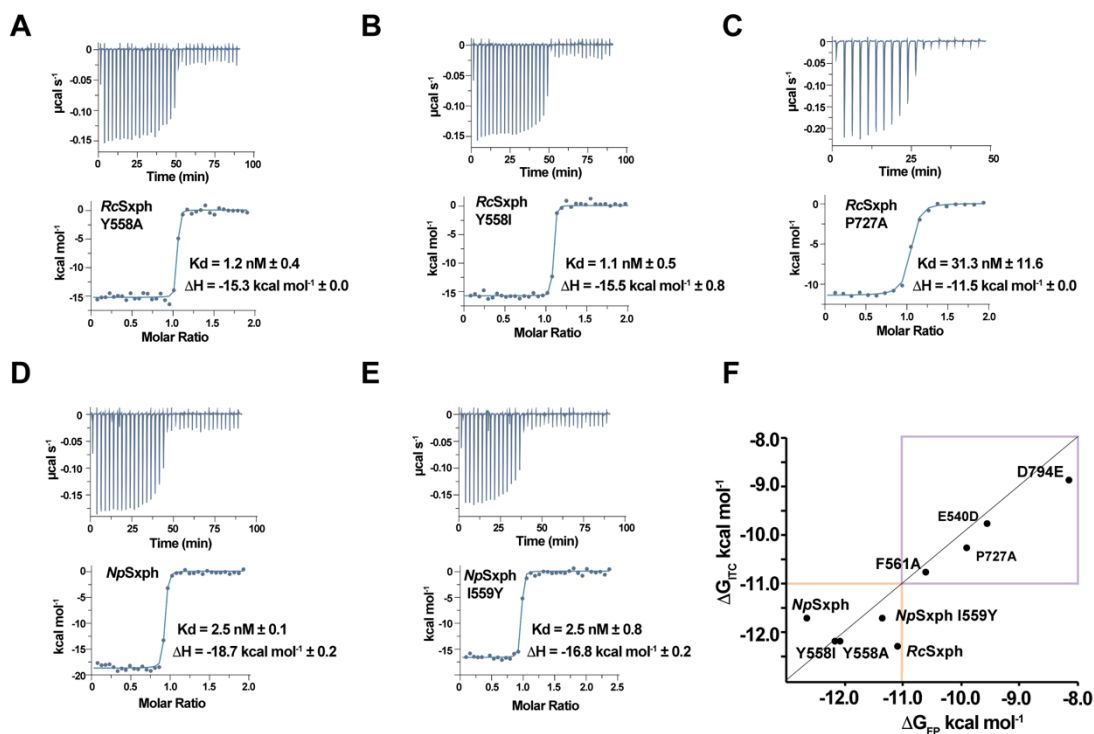 A
µcal s⁻¹
0
-0.05
-0.10
-0.15
0 25 50 75 100
Time (min)
RcSxph
Y558A
kcal mol⁻¹
0
-5
-10
-15
Kd = 1.2 nM ± 0.4
ΔH = -15.3 kcal mol⁻¹ ± 0.0
0 0.5 1.0 1.5 2.0
Molar Ratio
B
µcal s⁻¹
0
-0.05
-0.10
-0.15
0 25 50 75 100
Time (min)
RcSxph
Y558I
kcal mol⁻¹
0
-5
-10
-15
Kd = 1.1 nM ± 0.5
ΔH = -15.5 kcal mol⁻¹ ± 0.8
0 0.5 1.0 1.5 2.0
Molar Ratio
C
µcal s⁻¹
0
-0.05
-0.10
-0.15
-0.20
0 25 50
Time (min)
RcSxph
P727A
kcal mol⁻¹
0
-5
-10
Kd = 31.3 nM ± 11.6
ΔH = -11.5 kcal mol⁻¹ ± 0.0
0 0.5 1.0 1.5 2.0
Molar Ratio
D
µcal s⁻¹
0
-0.05
-0.10
-0.15
0 25 50 75 100
Time (min)
NpSxph
kcal mol⁻¹
0
-5
-10
-15
-20
Kd = 2.5 nM ± 0.1
ΔH = -18.7 kcal mol⁻¹ ± 0.2
0 0.5 1.0 1.5 2.0
Molar Ratio
E
µcal s⁻¹
0
-0.05
-0.10
-0.15
0 25 50 75 100
Time (min)
NpSxph
I559Y
kcal mol⁻¹
0
-5
-10
-15
Kd = 2.5 nM ± 0.8
ΔH = -16.8 kcal mol⁻¹ ± 0.2
0 0.5 1.0 1.5 2.0 2.5
Molar Ratio
F
ΔG_ITC kcal mol⁻¹
-8.0
-9.0
-10.0
-11.0
-12.0
D794E
E540D
P727A
F561A
NpSxph
NpSxph I559Y
Y558I Y558A
RcSxph
-12.0 -11.0 -10.0 -9.0 -8.0
ΔG_FP kcal mol⁻¹